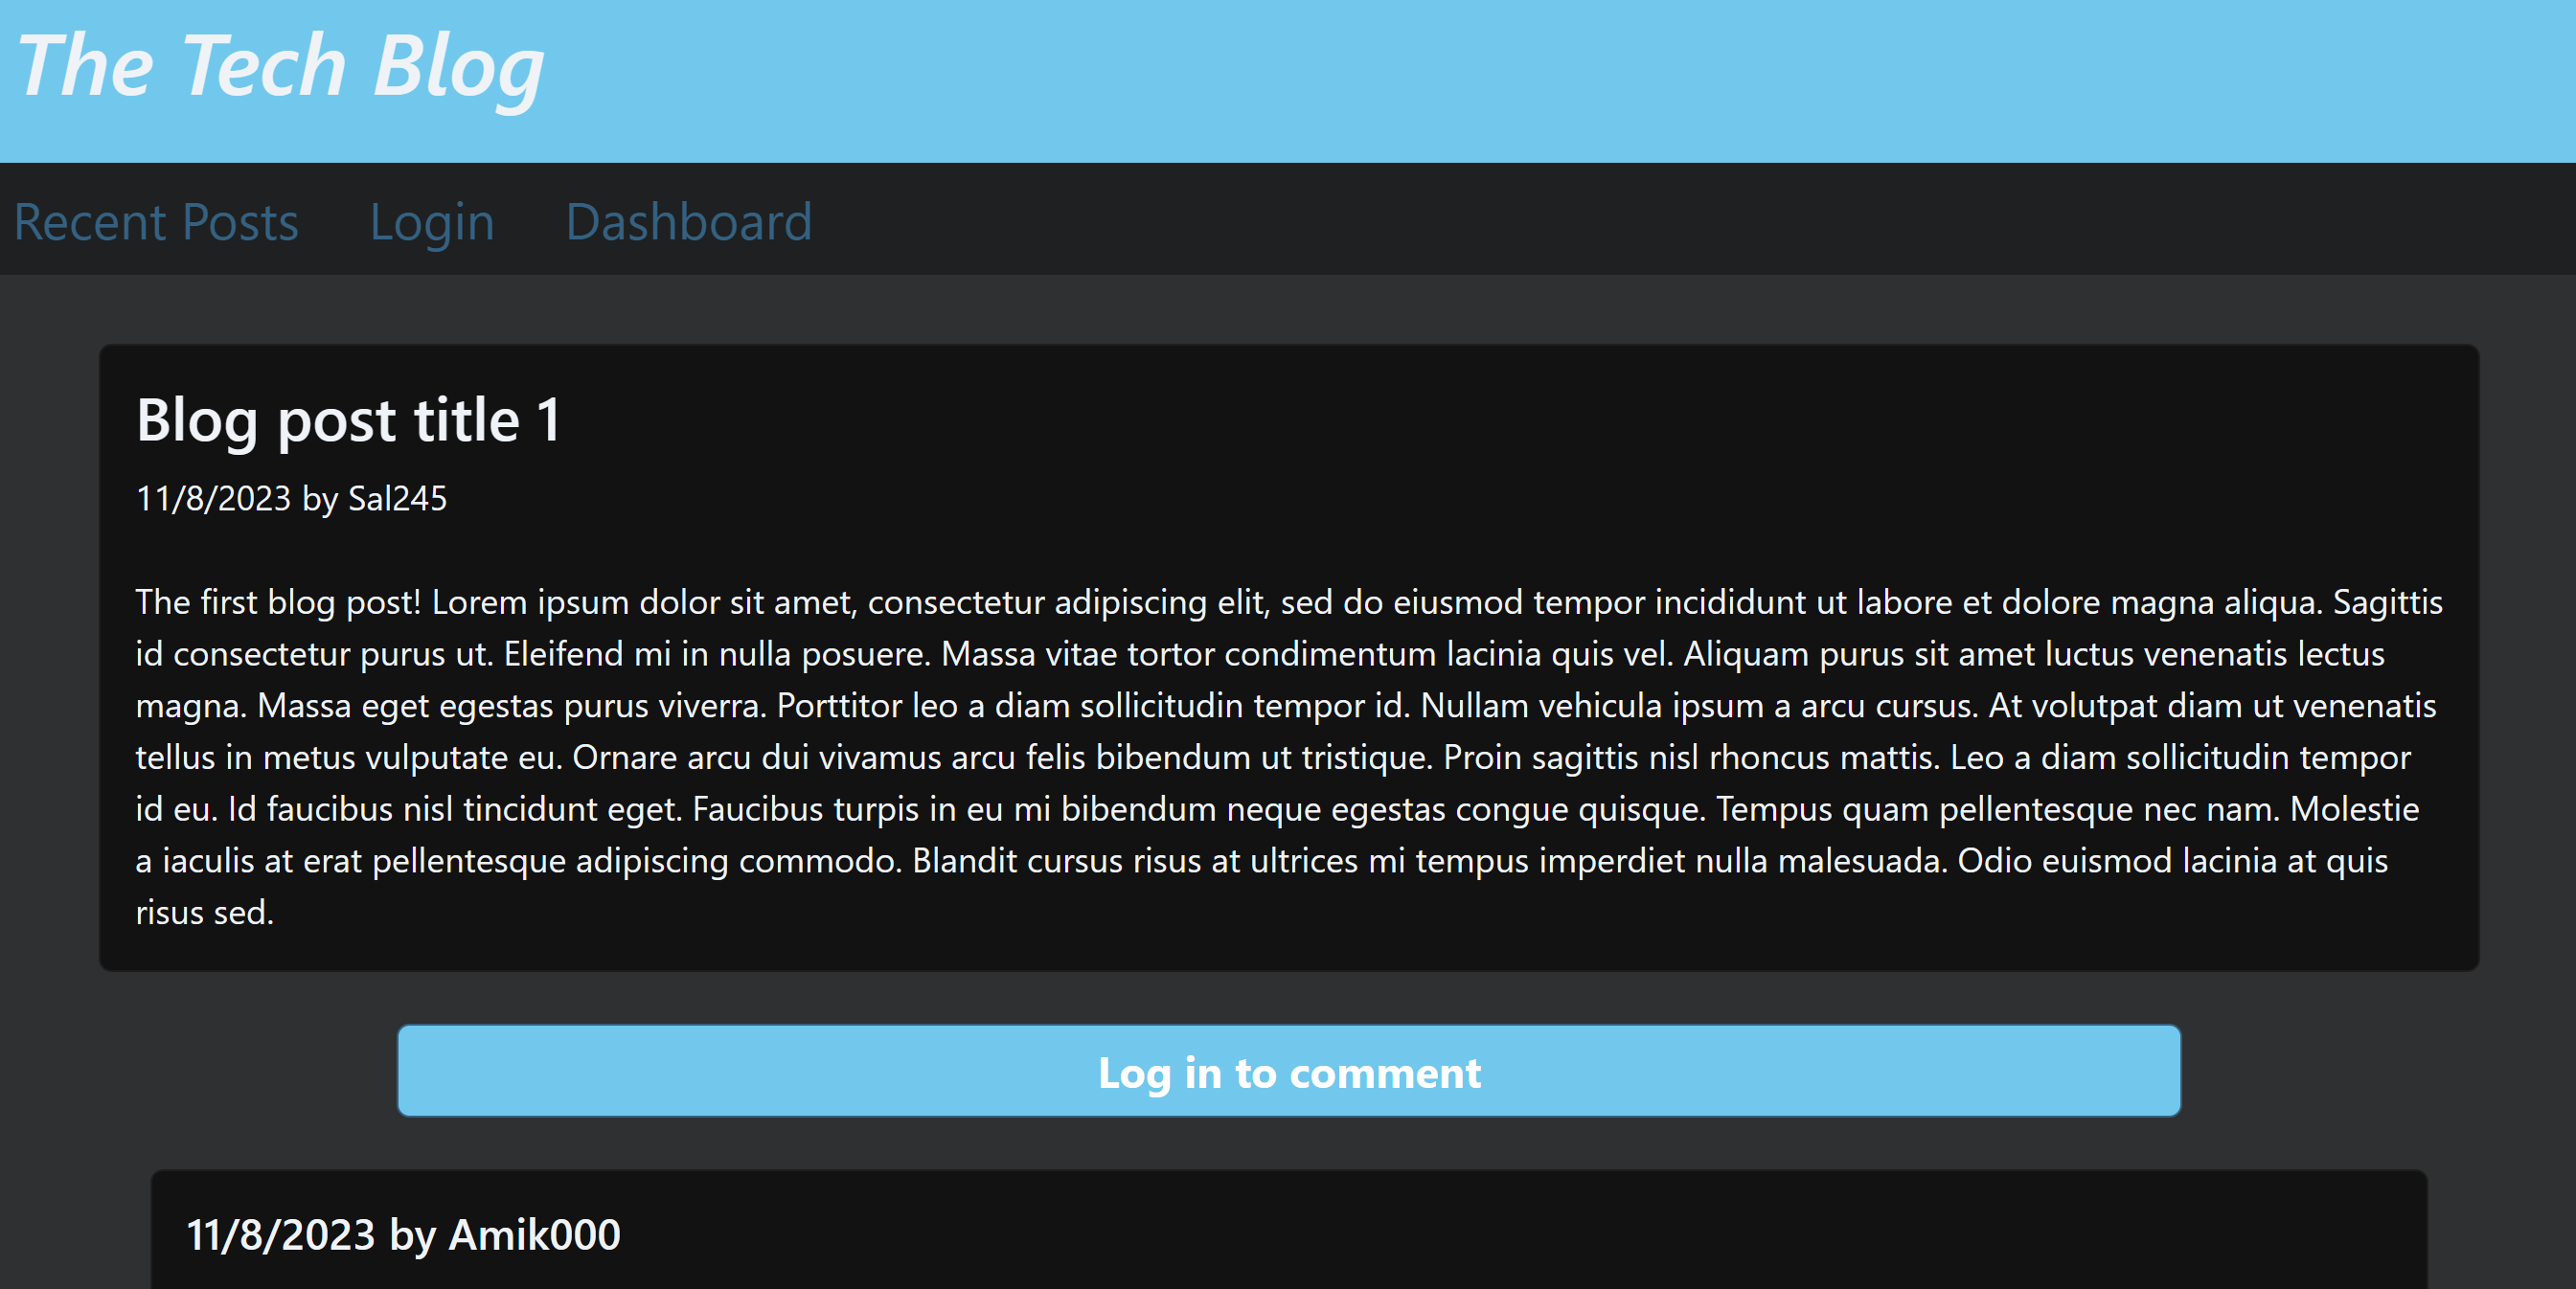 The Tech Blog
Recent Posts Login Dashboard
Blog post title 1
11/8/2023 by Sal245
The first blog post! Lorem ipsum dolor sit amet, consectetur adipiscing elit, sed do eiusmod tempor incididunt ut labore et dolore magna aliqua. Sagittis
id consectetur purus ut. Eleifend mi in nulla posuere. Massa vitae tortor condimentum lacinia quis vel. Aliquam purus sit amet luctus venenatis lectus
magna. Massa eget egestas purus viverra. Porttitor leo a diam sollicitudin tempor id. Nullam vehicula ipsum a arcu cursus. At volutpat diam ut venenatis
tellus in metus vulputate eu. Ornare arcu dui vivamus arcu felis bibendum ut tristique. Proin sagittis nisl rhoncus mattis. Leo a diam sollicitudin tempor
id eu. Id faucibus nisl tincidunt eget. Faucibus turpis in eu mi bibendum neque egestas congue quisque. Tempus quam pellentesque nec nam. Molestie
a iaculis at erat pellentesque adipiscing commodo. Blandit cursus risus at ultrices mi tempus imperdiet nulla malesuada. Odio euismod lacinia at quis
risus sed.
Log in to comment
11/8/2023 by Amik000